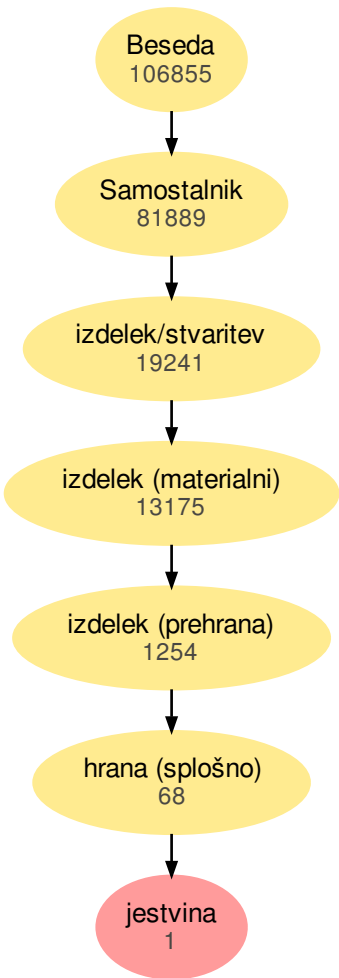 Beseda
106855
Samostalnik
81889
izdelek/stvaritev
19241
izdelek (materialni)
13175
izdelek (prehrana)
1254
hrana (splošno)
68
jestvina
1